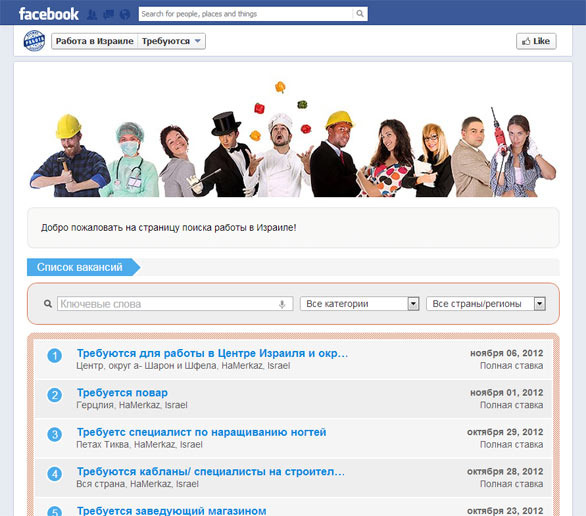 facebook
Search for people, places and things
Работа в Израиле
Требуются
Like
Добро пожаловать на страницу поиска работы в Израиле!
Список вакансий
Ключевые слова
Все категории
Все страны/регионы
1 Требуются для работы в Центре Израиля и окр… ноября 06, 2012
Центр, округ а- Шарон и Шфела, HaMerkaz, Israel Полная ставка
2 Требуется повар ноября 01, 2012
Герцлия, HaMerkaz, Israel Полная ставка
3 Требуетс специалист по наращиванию ногтей октября 29, 2012
Петах Тиква, HaMerkaz, Israel Полная ставка
4 Требуются кабланы/ специалисты на строител… октября 28, 2012
Вся страна, HaMerkaz, Israel Полная ставка
5 Требуется заведующий магазином октября 23, 2012